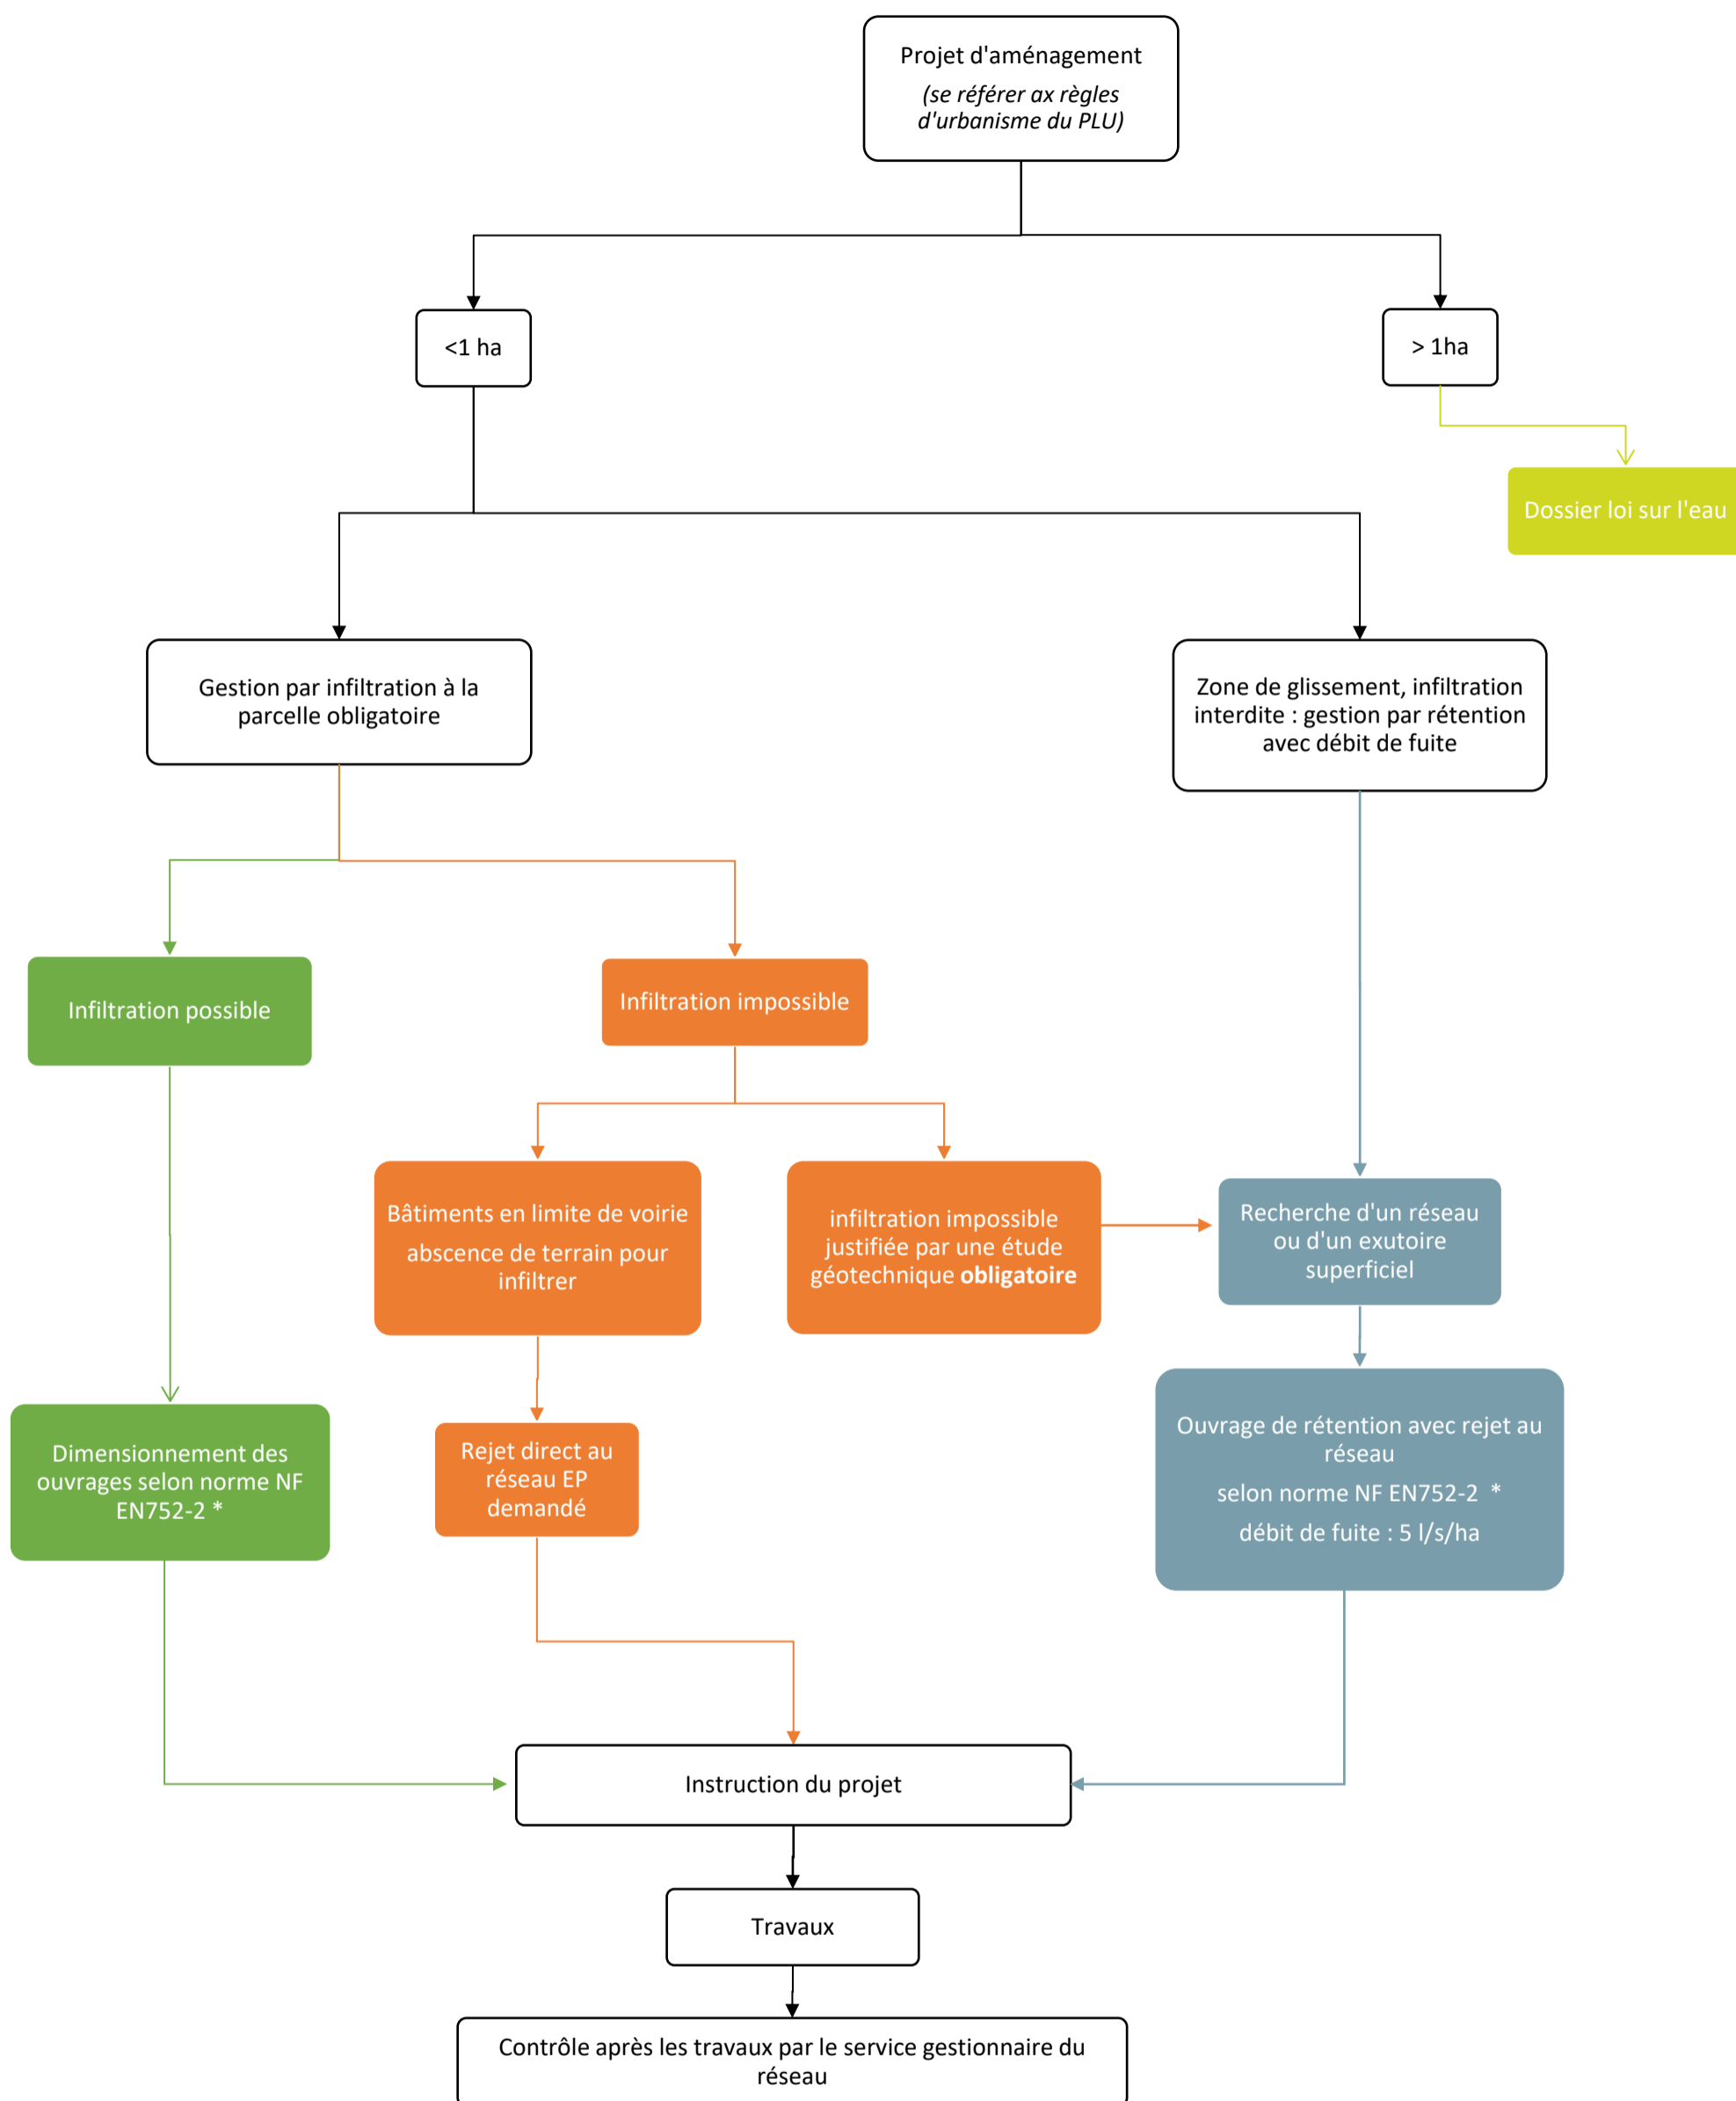 Projet d'aménagement
(se référer ax règles
d'urbanisme du PLU)
<1 ha
> 1ha
Dossier loi sur l'eau
Gestion par infiltration à la
parcelle obligatoire
Zone de glissement, infiltration
interdite : gestion par rétention
avec débit de fuite
Infiltration possible
Infiltration impossible
Bâtiments en limite de voirie
abscence de terrain pour
infiltrer
infiltration impossible
justifiée par une étude
géotechnique obligatoire
Recherche d'un réseau
ou d'un exutoire
superficiel
Dimensionnement des
ouvrages selon norme NF
EN752-2 *
Rejet direct au
réseau EP
demandé
Ouvrage de rétention avec rejet au
réseau
selon norme NF EN752-2 *
débit de fuite : 5 l/s/ha
Instruction du projet
Travaux
Contrôle après les travaux par le service gestionnaire du
réseau